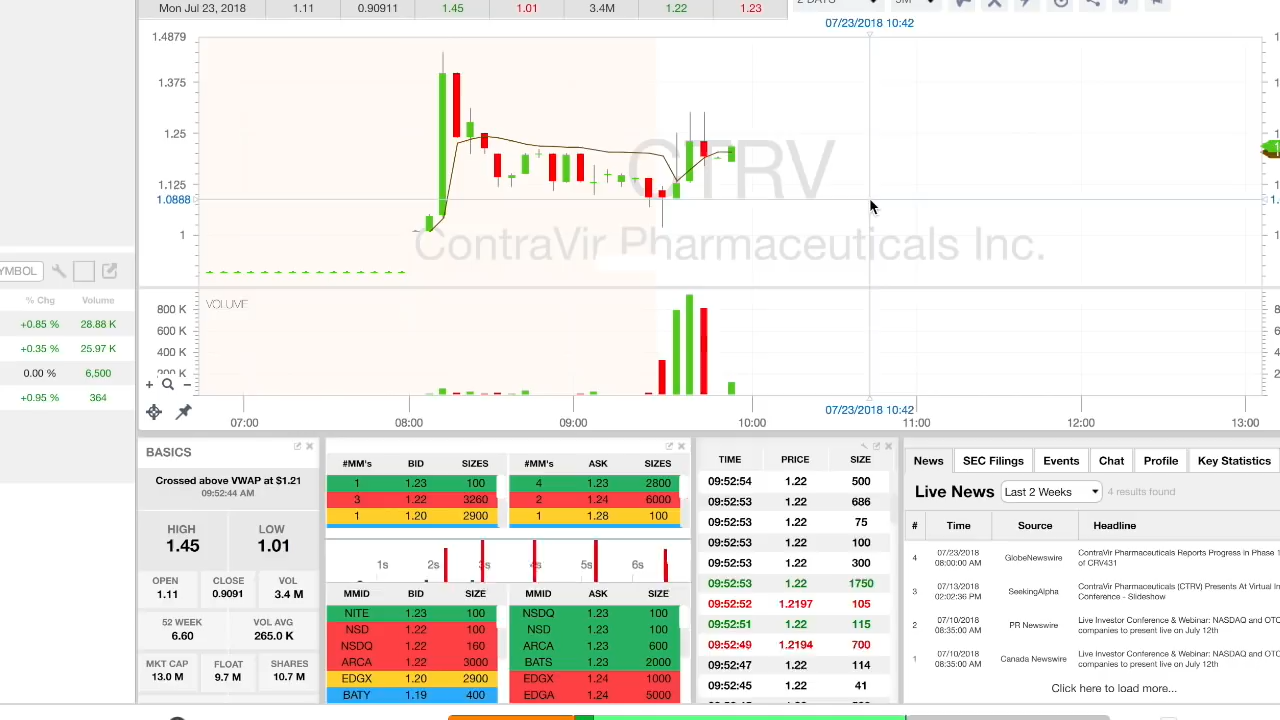 Mon Jul 23, 2018 1.11 0.90911 1.45 1.01 3.4M 1.22 1.23
2 DAYS
07/23/2018 10:42
1.4879
1.375
1.25
1.125
1.0888
1
CTRV
ContraVir Pharmaceuticals Inc.
VOLUME
800 K
600 K
400 K
200 K
+ -
07:00 08:00 09:00 10:00 11:00 12:00 13:00
07/23/2018 10:42
YMBOL
% Chg Volume
+0.85 % 28.88 K
+0.35 % 25.97 K
0.00 % 6,500
+0.95 % 364
BASICS
Crossed above VWAP at $1.21
09:52:44 AM
HIGH LOW
1.45 1.01
OPEN CLOSE VOL
1.11 0.9091 3.4 M
52 WEEK VOL AVG
6.60 265.0 K
MKT CAP FLOAT SHARES
13.0 M 9.7 M 10.7 M
#MM's BID SIZES #MM's ASK SIZES
1 1.23 100 4 1.23 2800
3 1.22 3260 2 1.24 6000
1 1.20 2900 1 1.28 100
1s 2s 3s 4s 5s 6s
MMID BID SIZE MMID ASK SIZE
NITE 1.23 100 NSDQ 1.23 100
NSD 1.22 100 NSD 1.23 100
NSDQ 1.22 160 ARCA 1.23 600
ARCA 1.22 3000 BATS 1.23 2000
EDGX 1.20 2900 EDGX 1.24 1000
BATY 1.19 400 EDGA 1.24 5000
TIME PRICE SIZE
09:52:54 1.22 500
09:52:53 1.22 686
09:52:53 1.22 75
09:52:53 1.22 100
09:52:53 1.22 300
09:52:53 1.22 1750
09:52:52 1.2197 105
09:52:51 1.22 115
09:52:49 1.2194 700
09:52:47 1.22 114
09:52:45 1.22 41
News SEC Filings Events Chat Profile Key Statistics
Live News Last 2 Weeks 4 results found
# Time Source Headline
4 07/23/2018 08:00:00 AM GlobeNewswire ContraVir Pharmaceuticals Reports Progress in Phase 1
of CRV431
3 07/13/2018 02:02:36 PM SeekingAlpha ContraVir Pharmaceuticals (CTRV) Presents At Virtual In
Conference - Slideshow
2 07/10/2018 08:35:00 AM PR Newswire Live Investor Conference & Webinar: NASDAQ and OTC
companies to present live on July 12th
1 07/10/2018 08:35:00 AM Canada Newswire Live Investor Conference & Webinar: NASDAQ and OTC
companies to present live on July 12th
Click here to load more...